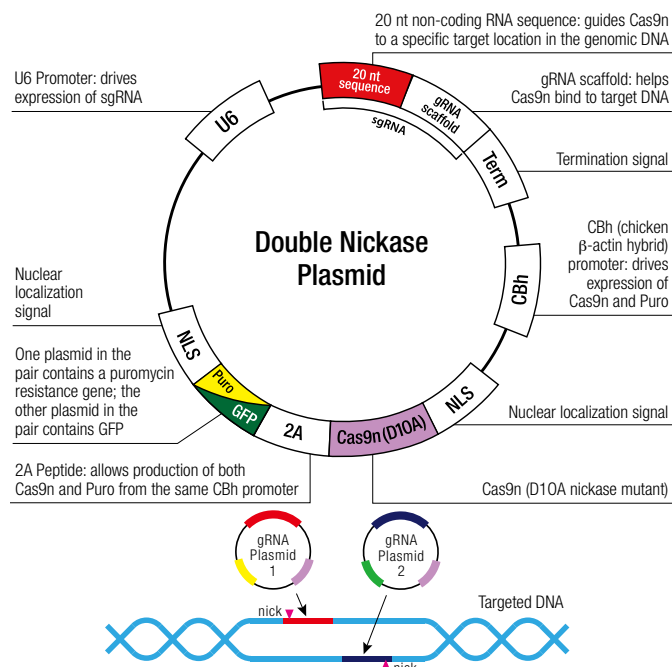 20 nt non-coding RNA sequence: guides Cas9n
to a specific target location in the genomic DNA
U6 Promoter: drives
expression of sgRNA
gRNA scaffold: helps
Cas9n bind to target DNA
U6
20 nt
sequence
gRNA
scaffold
sgRNA
Term
Termination signal
Double Nickase
Plasmid
CBh (chicken
β-actin hybrid)
promoter: drives
expression of
Cas9n and Puro
CBh
Nuclear
localization
signal
NLS
One plasmid in the
pair contains a puromycin
resistance gene; the
other plasmid in the
pair contains GFP
Puro
GFP
2A
Cas9n (D10A)
NLS
Nuclear localization signal
2A Peptide: allows production of both
Cas9n and Puro from the same CBh promoter
Cas9n (D10A nickase mutant)
gRNA
Plasmid
1
gRNA
Plasmid
2
nick
Targeted DNA
nick